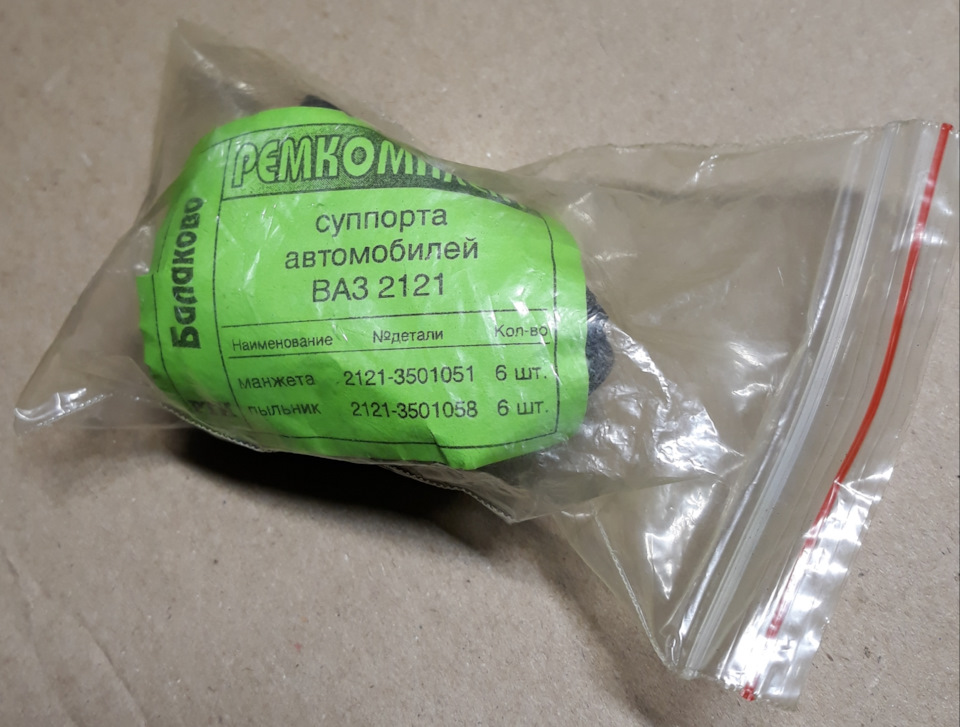 Балаково
суппорта
автомобилей
ВАЗ 2121
Наименование №детали Кол-во
манжета 2121-3501051 6 шт.
пыльник 2121-3501058 6 шт.